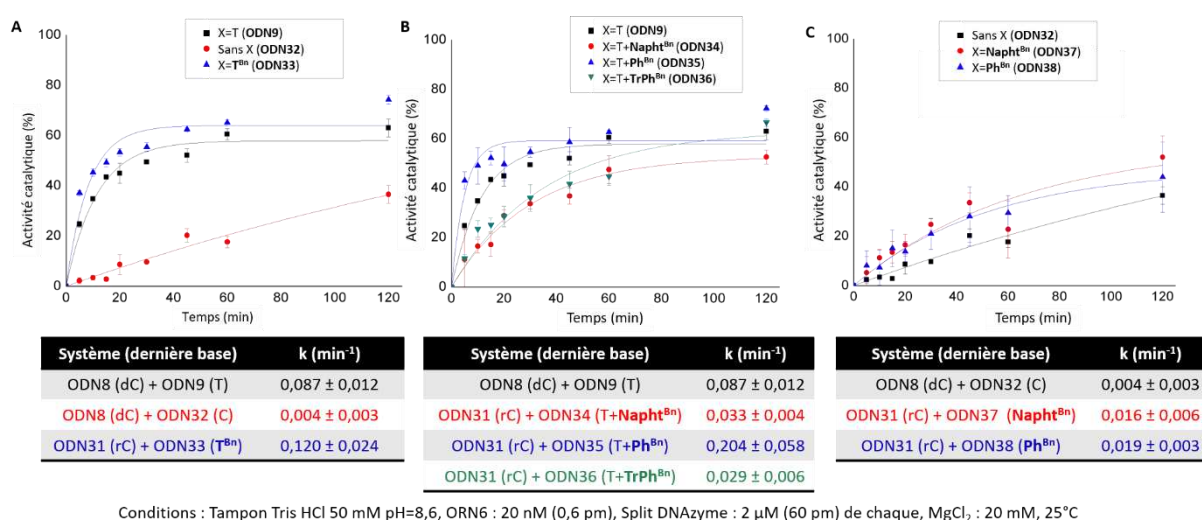 A
X=T (ODN9)
Sans X (ODN32)
X=T^Bn (ODN33)
Activité catalytique (%)
100
80
60
40
20
0
0 20 40 60 80 100 120
Temps (min)
B
X=T (ODN9)
X=T+Napht^Bn (ODN34)
X=T+Ph^Bn (ODN35)
X=T+TrPh^Bn (ODN36)
Activité catalytique (%)
100
80
60
40
20
0
0 20 40 60 80 100 120
Temps (min)
C
Sans X (ODN32)
X=Napht^Bn (ODN37)
X=Ph^Bn (ODN38)
Activité catalytique (%)
100
80
60
40
20
0
0 20 40 60 80 100 120
Temps (min)
Système (dernière base) k (min⁻¹)
ODN8 (dC) + ODN9 (T) 0,087 ± 0,012
ODN8 (dC) + ODN32 (C) 0,004 ± 0,003
ODN31 (rC) + ODN33 (T^Bn) 0,120 ± 0,024
Système (dernière base) k (min⁻¹)
ODN8 (dC) + ODN9 (T) 0,087 ± 0,012
ODN31 (rC) + ODN34 (T+Napht^Bn) 0,033 ± 0,004
ODN31 (rC) + ODN35 (T+Ph^Bn) 0,204 ± 0,058
ODN31 (rC) + ODN36 (T+TrPh^Bn) 0,029 ± 0,006
Système (dernière base) k (min⁻¹)
ODN8 (dC) + ODN32 (C) 0,004 ± 0,003
ODN31 (rC) + ODN37 (Napht^Bn) 0,016 ± 0,006
ODN31 (rC) + ODN38 (Ph^Bn) 0,019 ± 0,003
Conditions : Tampon Tris HCl 50 mM pH=8,6, ORN6 : 20 nM (0,6 pm), Split DNAzyme : 2 µM (60 pm) de chaque, MgCl₂ : 20 mM, 25°C